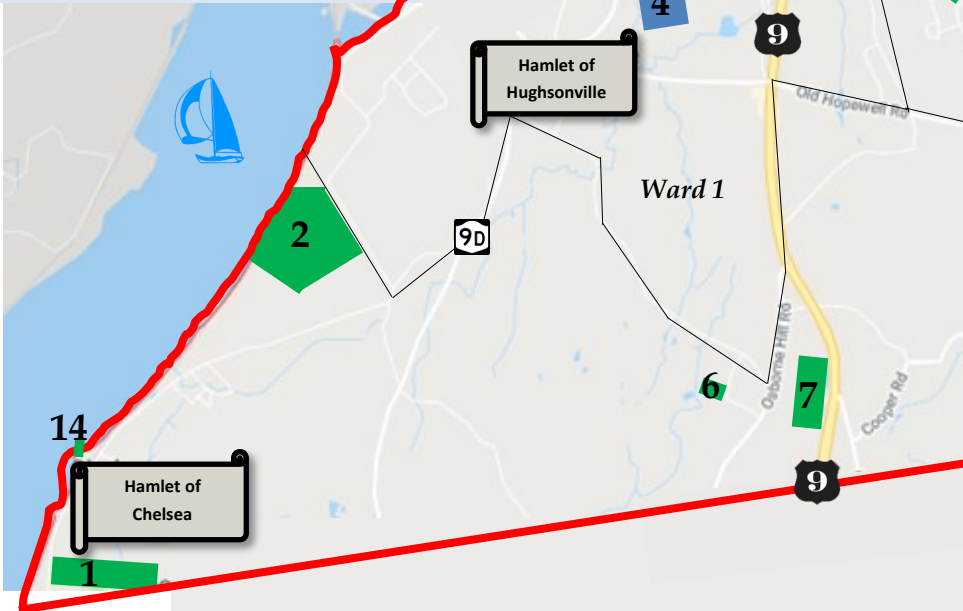 4
9
Hamlet of
Hughsonville
Old Hopewell Rd
Ward 1
2
9D
Osborne Hill Rd
6
7
Cooper Rd
14
9
Hamlet of
Chelsea
1